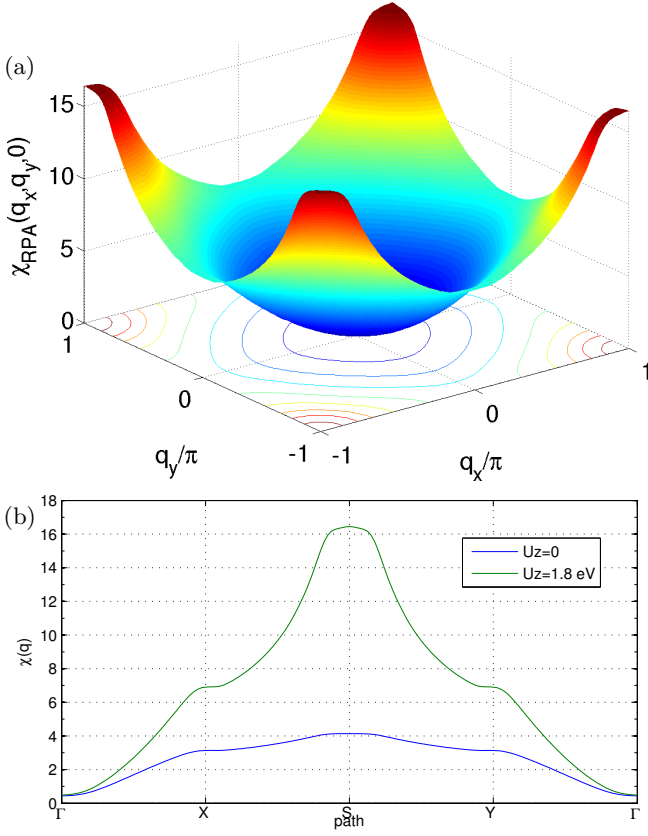 (a)
15
10
5
0
χRPA(qx,qy,0)
1
0
-1
qy/π
-1
0
1
qx/π
(b)
18
16
14
12
10
8
6
4
2
0
χ(q)
Uz=0
Uz=1.8 eV
Γ X S Y Γ
path